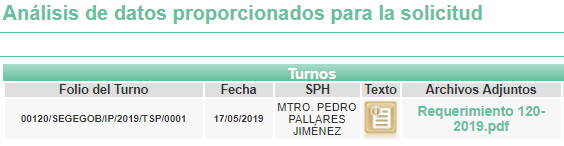 Análisis de datos proporcionados para la solicitud
Turnos
Folio del Turno Fecha SPH Texto Archivos Adjuntos
00120/SEGEGOB/IP/2019/TSP/0001 17/05/2019 MTRO. PEDRO PALLARES JIMÉNEZ Requerimiento 120-2019.pdf